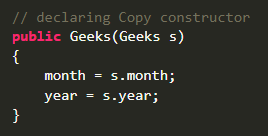 // declaring Copy constructor
public Geeks(Geeks s)
{
    month = s.month;
    year = s.year;
}